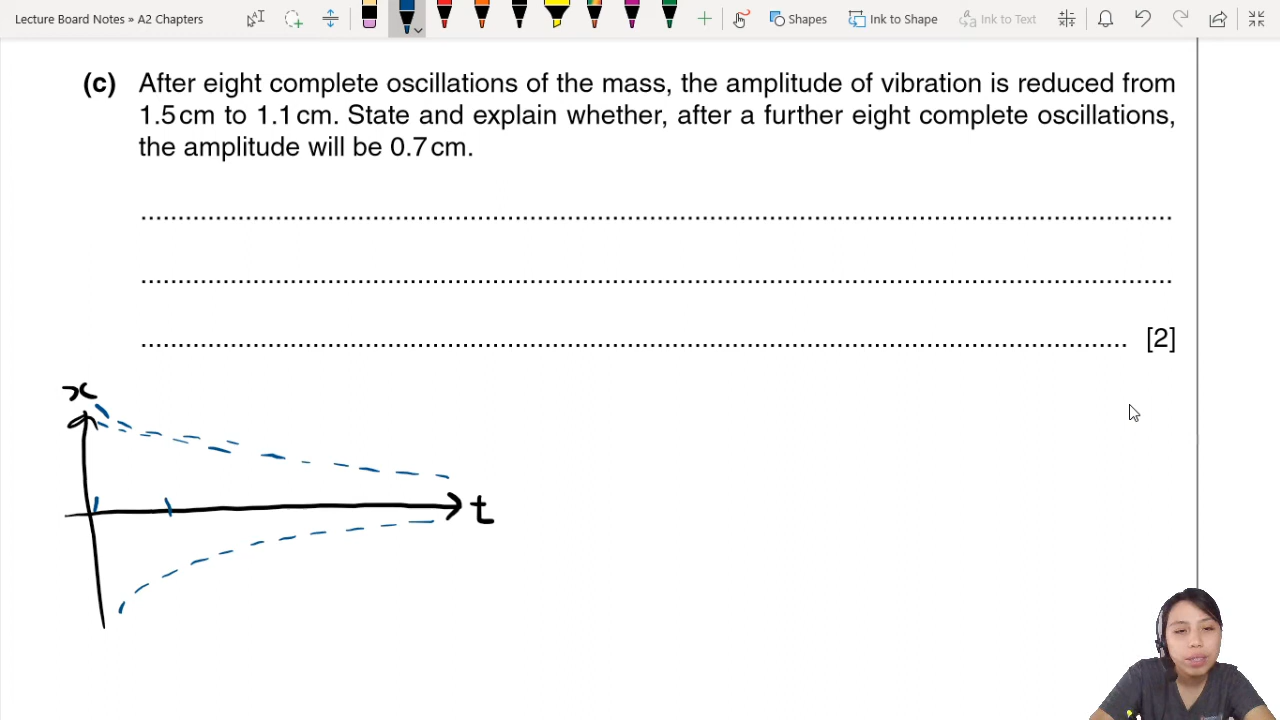 Lecture Board Notes » A2 Chapters
Shapes
Ink to Shape
Ink to Text
(c) After eight complete oscillations of the mass, the amplitude of vibration is reduced from
1.5 cm to 1.1 cm. State and explain whether, after a further eight complete oscillations,
the amplitude will be 0.7 cm.
[2]
x
t